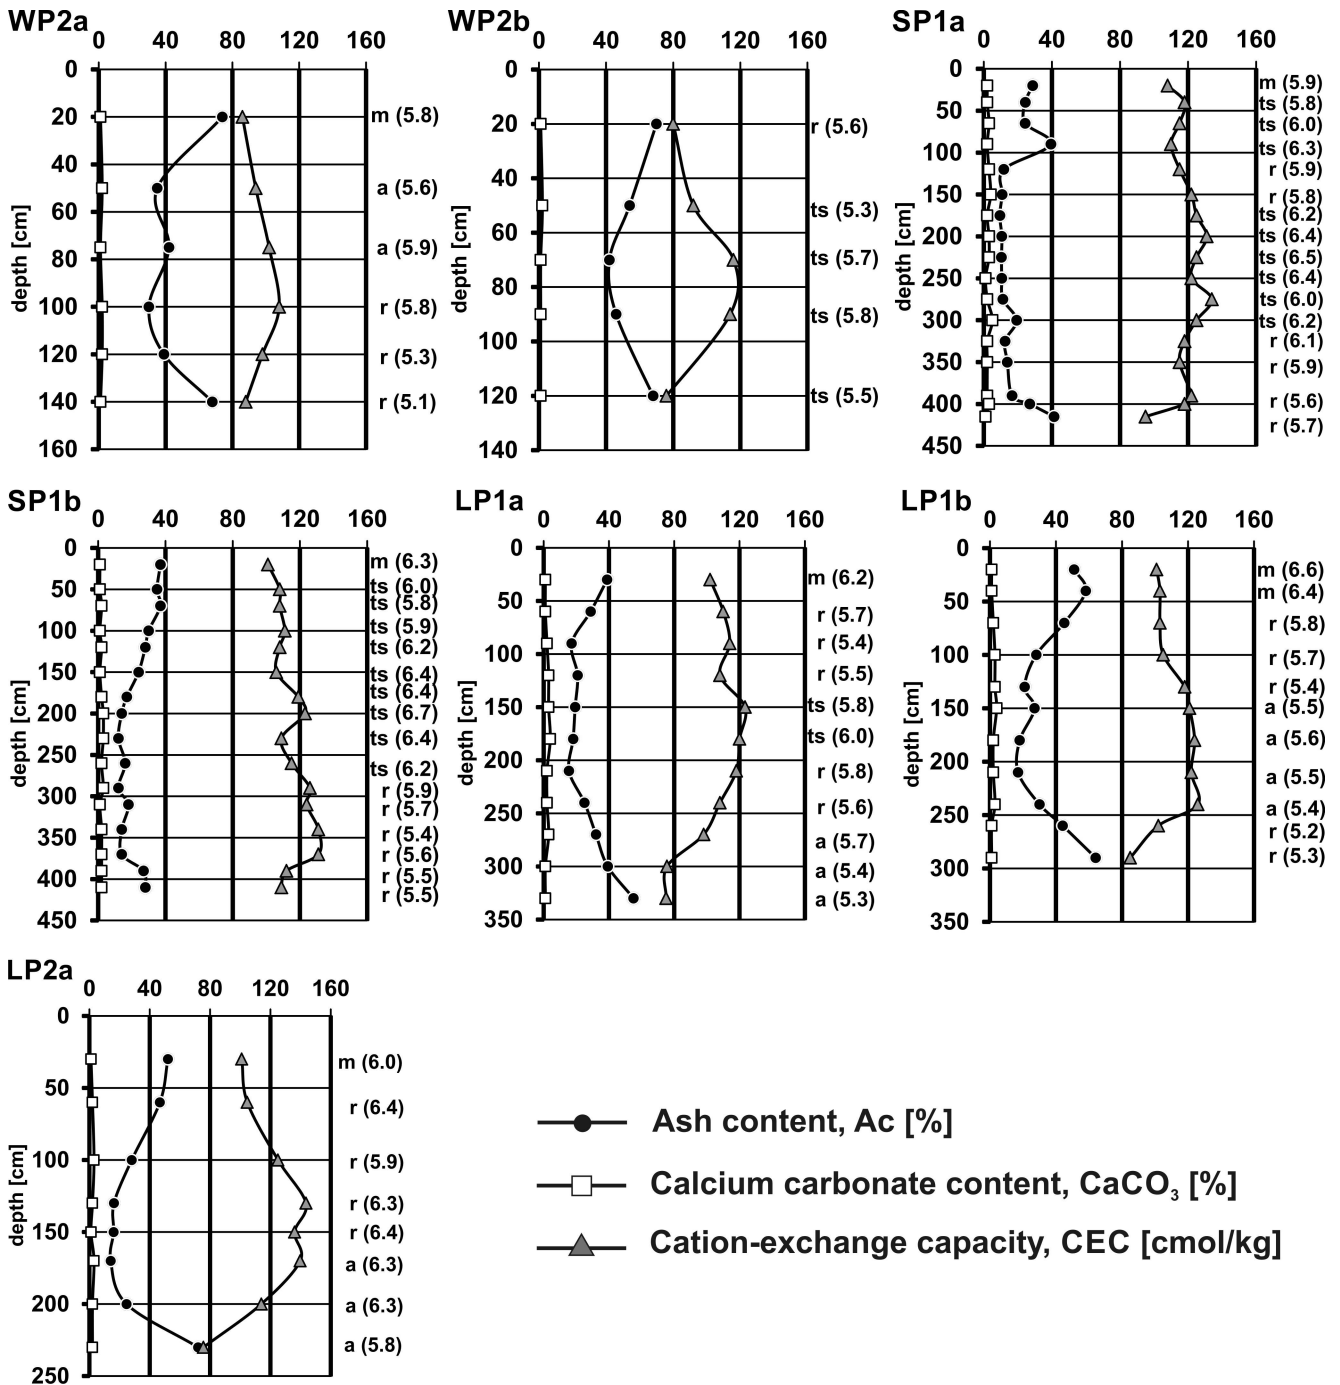 WP2a
0 40 80 120 160
0
20
40
60
80
100
120
140
160
depth [cm]
m (5.8)
a (5.6)
a (5.9)
r (5.8)
r (5.3)
r (5.1)
WP2b
0 40 80 120 160
0
20
40
60
80
100
120
140
depth [cm]
r (5.6)
ts (5.3)
ts (5.7)
ts (5.8)
ts (5.5)
SP1a
0 40 80 120 160
0
50
100
150
200
250
300
350
400
450
depth [cm]
m (5.9)
ts (5.8)
ts (6.0)
ts (6.3)
r (5.9)
r (5.8)
ts (6.2)
ts (6.4)
ts (6.5)
ts (6.4)
ts (6.0)
ts (6.2)
r (6.1)
r (5.9)
r (5.6)
r (5.7)
SP1b
0 40 80 120 160
0
50
100
150
200
250
300
350
400
450
depth [cm]
m (6.3)
ts (6.0)
ts (5.8)
ts (5.9)
ts (6.2)
ts (6.4)
ts (6.4)
ts (6.7)
ts (6.4)
ts (6.2)
r (5.9)
r (5.7)
r (5.4)
r (5.6)
r (5.5)
r (5.5)
LP1a
0 40 80 120 160
0
50
100
150
200
250
300
350
depth [cm]
m (6.2)
r (5.7)
r (5.4)
r (5.5)
ts (5.8)
ts (6.0)
r (5.8)
r (5.6)
a (5.7)
a (5.4)
a (5.3)
LP1b
0 40 80 120 160
0
50
100
150
200
250
300
350
depth [cm]
m (6.6)
m (6.4)
r (5.8)
r (5.7)
r (5.4)
a (5.5)
a (5.6)
a (5.5)
a (5.4)
r (5.2)
r (5.3)
LP2a
0 40 80 120 160
0
50
100
150
200
250
depth [cm]
m (6.0)
r (6.4)
r (5.9)
r (6.3)
r (6.4)
a (6.3)
a (6.3)
a (5.8)
Ash content, Ac [%]
Calcium carbonate content, CaCO₃ [%]
Cation-exchange capacity, CEC [cmol/kg]